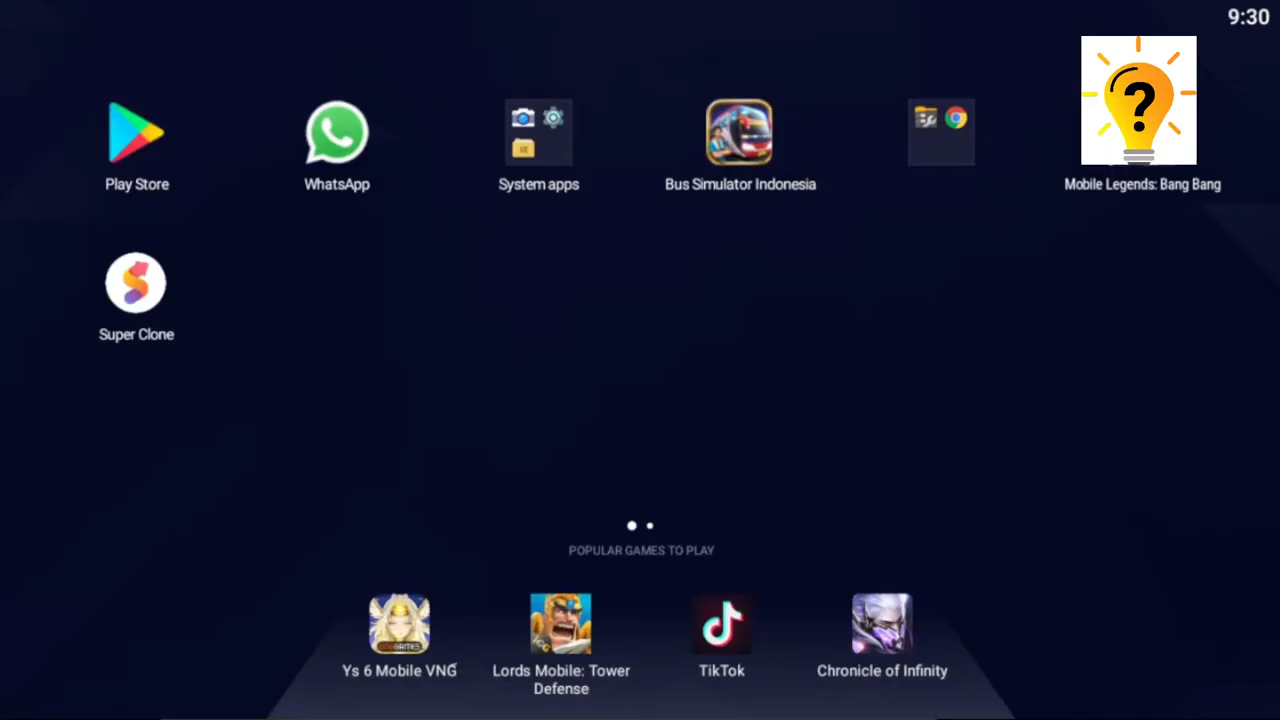 9:30
?
Play Store
WhatsApp
System apps
Bus Simulator Indonesia
Mobile Legends: Bang Bang
Super Clone
POPULAR GAMES TO PLAY
Ys 6 Mobile VNG
Lords Mobile: Tower
Defense
TikTok
Chronicle of Infinity